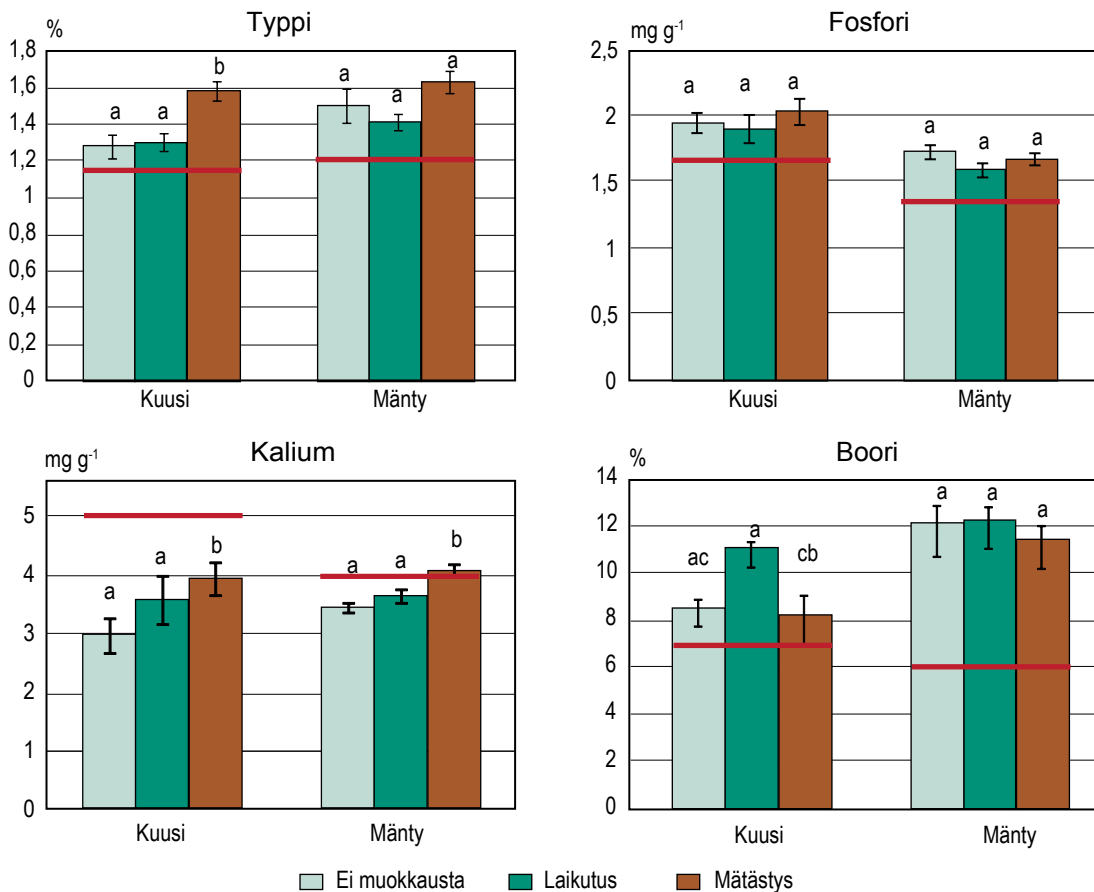 Typpi
%
1,8
1,6
1,4
1,2
1
0,8
0,6
0,4
0,2
0
a
a
b
a
a
a
Kuusi
Mänty
Fosfori
mg g-1
2,5
2
1,5
1
0,5
0
a
a
a
a
a
a
Kuusi
Mänty
Kalium
mg g-1
5
4
3
2
1
0
a
a
b
a
a
b
Kuusi
Mänty
Boori
%
14
12
10
8
6
4
2
0
ac
a
cb
a
a
a
Kuusi
Mänty
Ei muokkausta Laikutus Mätästys